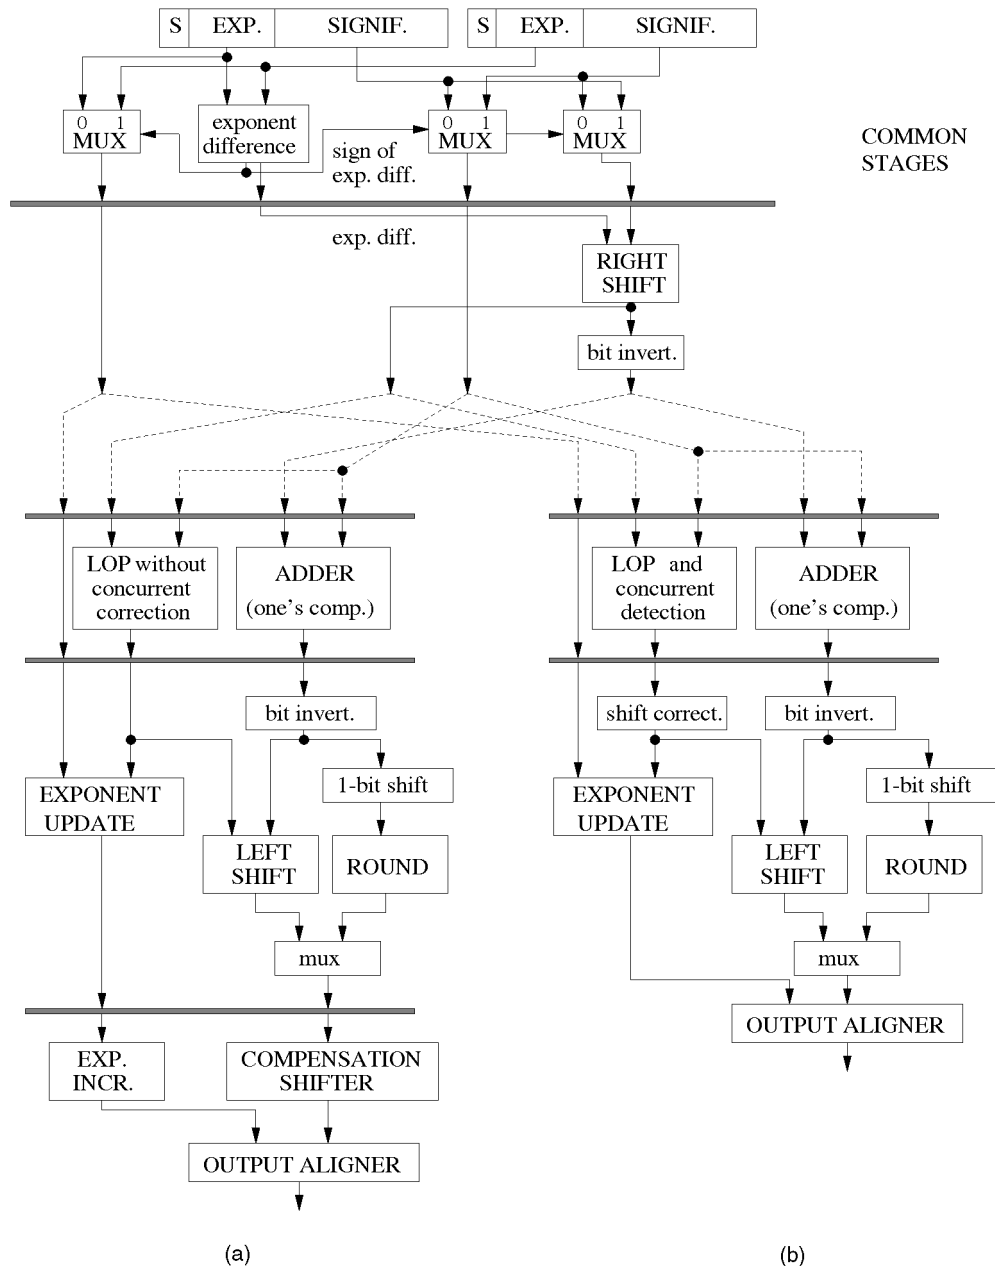 S EXP. SIGNIF. S EXP. SIGNIF.
0 1
MUX
exponent
difference
sign of
exp. diff.
0 1
MUX
0 1
MUX
COMMON
STAGES
exp. diff.
RIGHT
SHIFT
bit invert.
LOP without
concurrent
correction
ADDER
(one's comp.)
LOP and
concurrent
detection
ADDER
(one's comp.)
bit invert.
shift correct.
bit invert.
1-bit shift
1-bit shift
EXPONENT
UPDATE
LEFT
SHIFT
ROUND
EXPONENT
UPDATE
LEFT
SHIFT
ROUND
mux
mux
OUTPUT ALIGNER
EXP.
INCR.
COMPENSATION
SHIFTER
OUTPUT ALIGNER
(a)
(b)